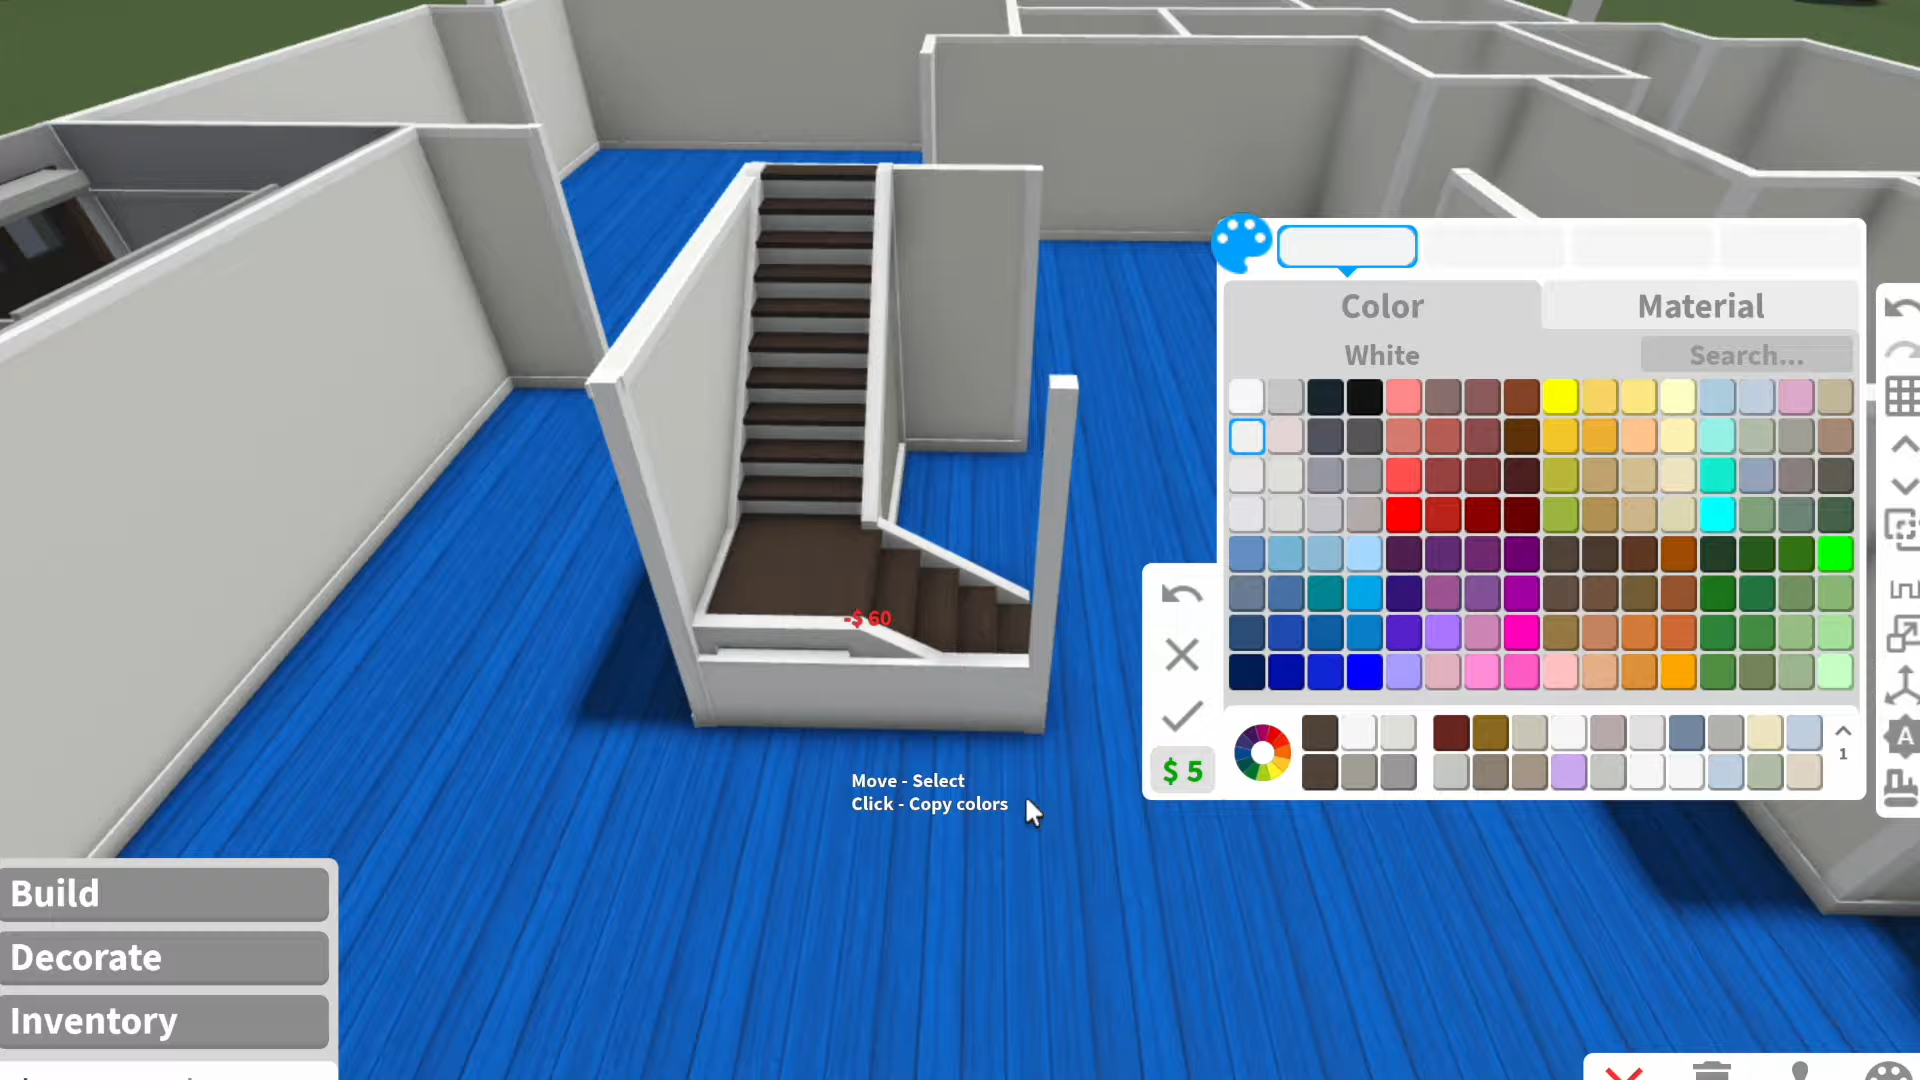 Color
Material
White
Search...
-$ 60
$ 5
1
A
Move - Select
Click - Copy colors
Build
Decorate
Inventory